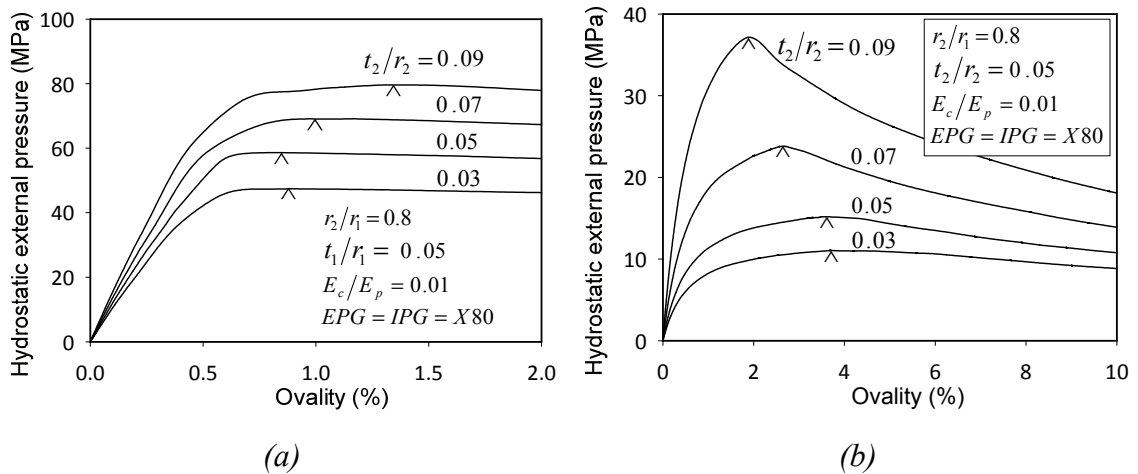 100
80
60
40
20
0
0.0
0.5
1.0
1.5
2.0
Hydrostatic external pressure (MPa)
Ovality (%)
t₂/r₂ = 0.09
0.07
0.05
0.03
r₂/r₁ = 0.8
t₁/r₁ = 0.05
E_c/E_p = 0.01
EPG = IPG = X80
(a)
40
30
20
10
0
0
2
4
6
8
10
Hydrostatic external pressure (MPa)
Ovality (%)
t₂/r₂ = 0.09
0.07
0.05
0.03
r₂/r₁ = 0.8
t₂/r₂ = 0.05
E_c/E_p = 0.01
EPG = IPG = X80
(b)